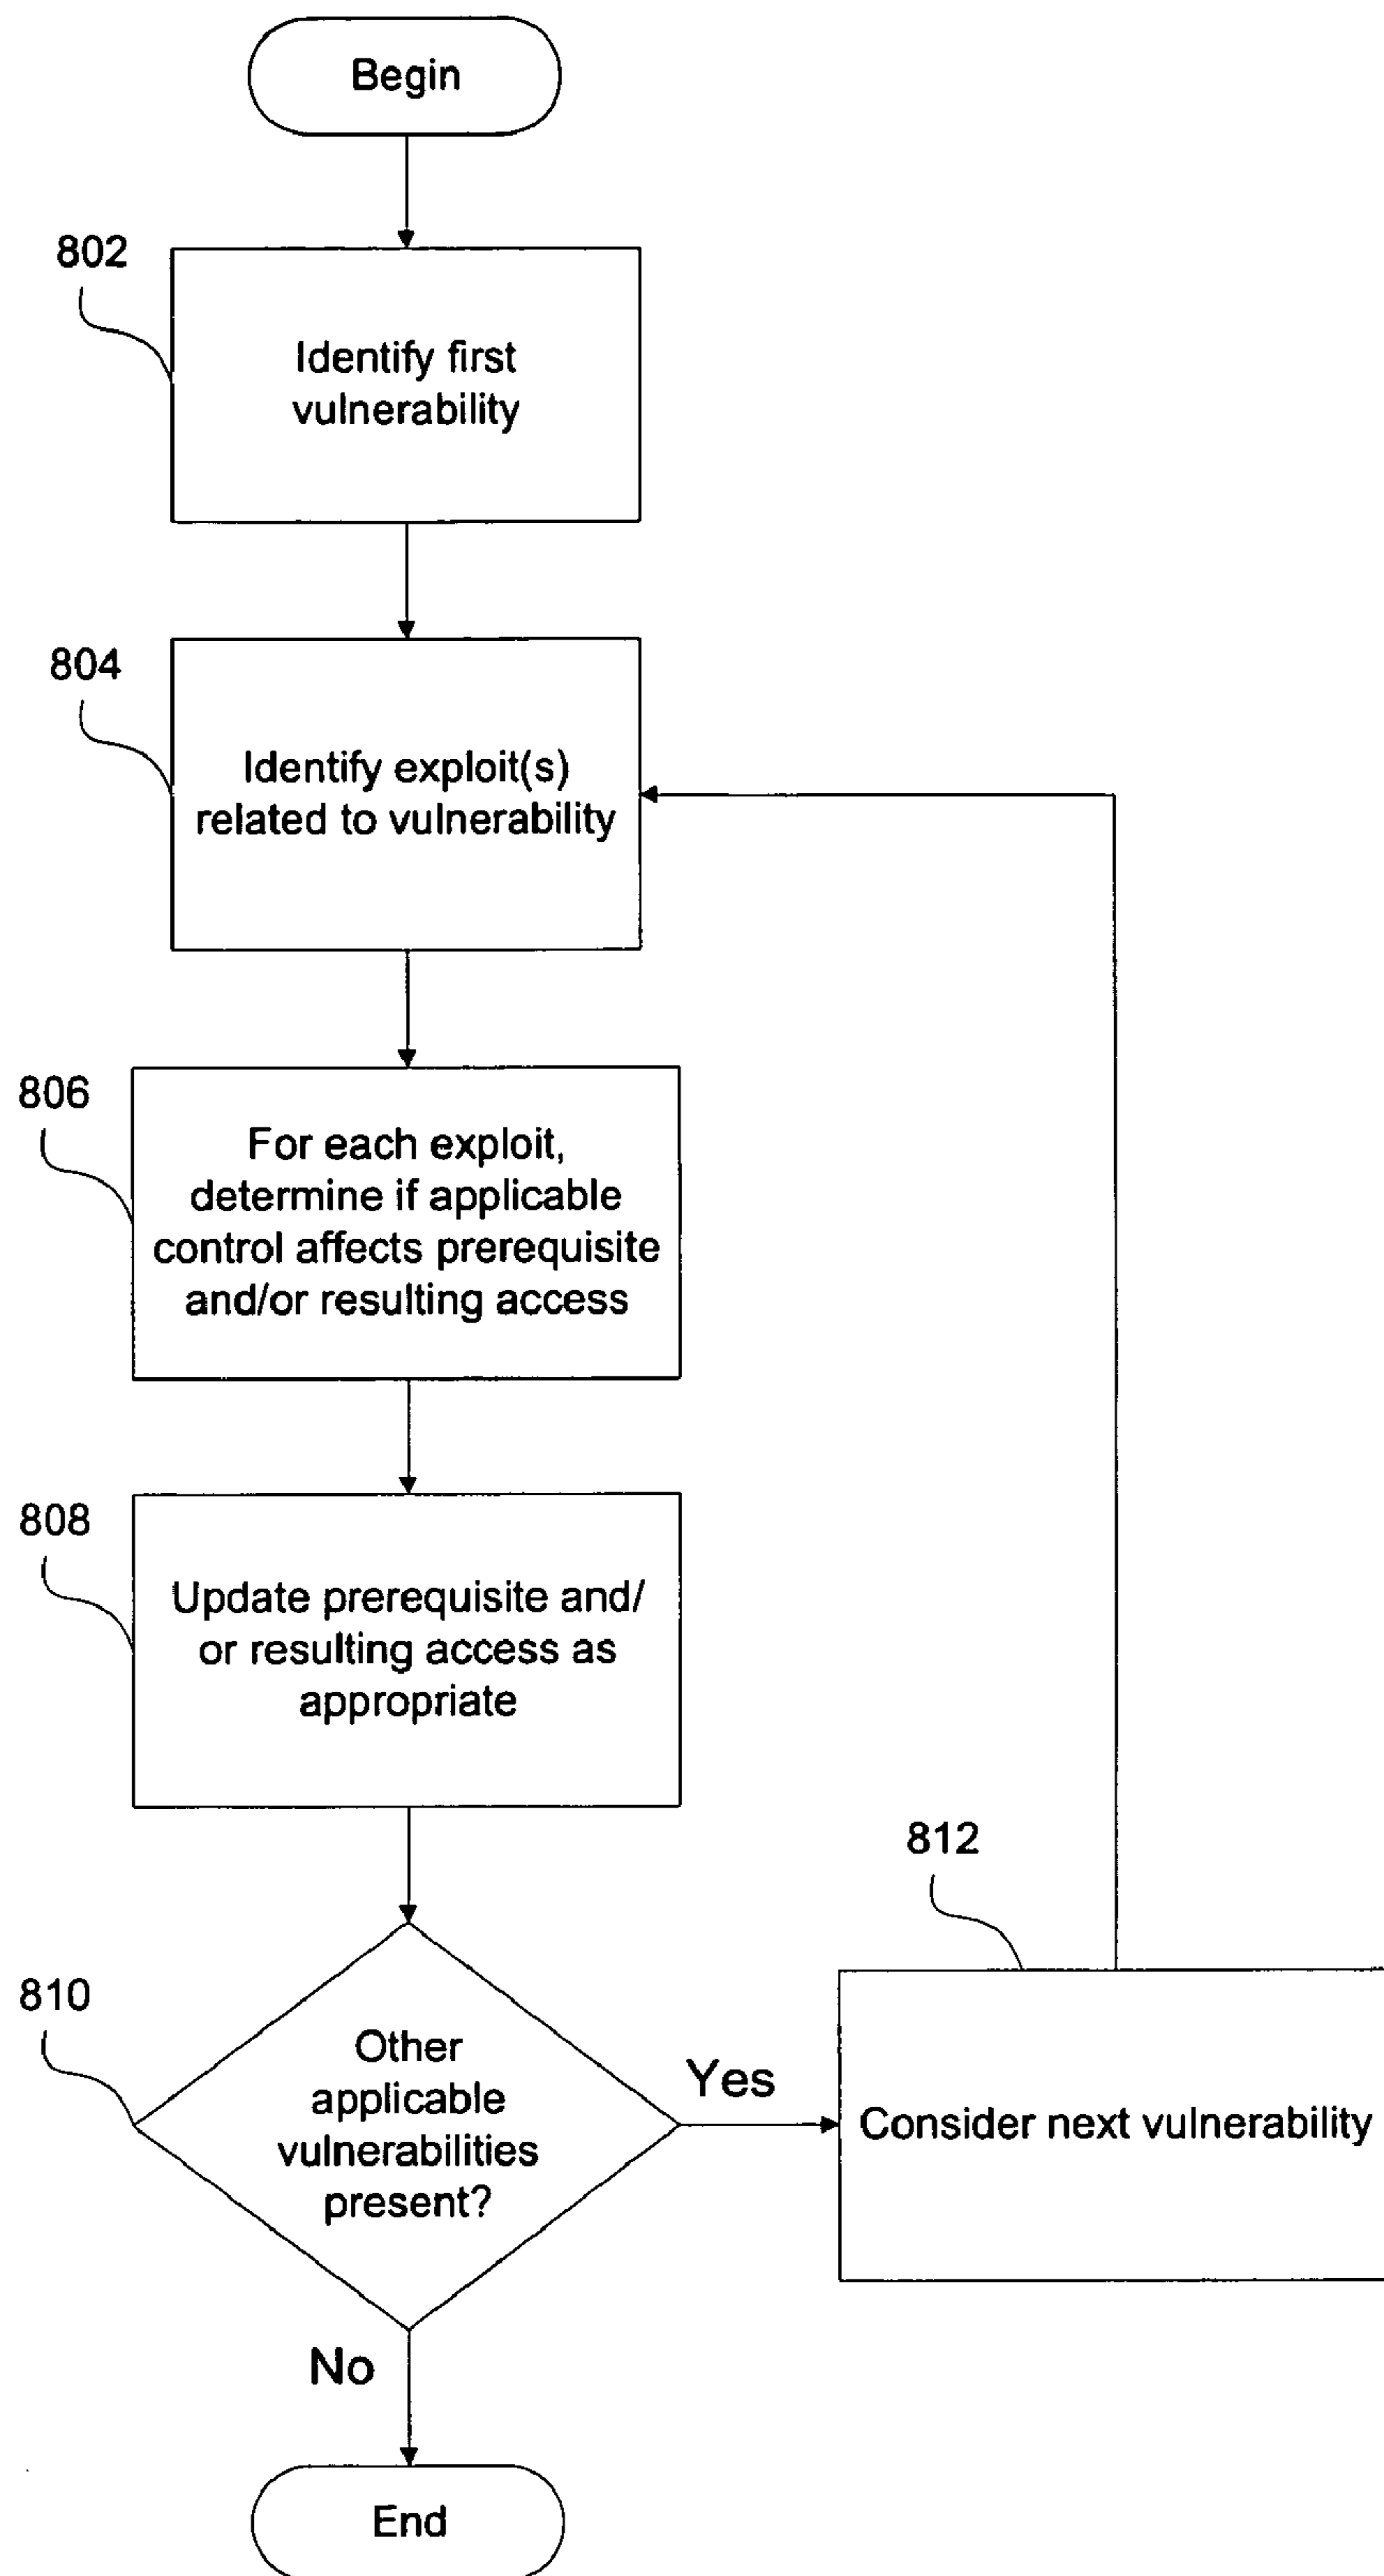 Begin
802
Identify first
vulnerability
804
Identify exploit(s)
related to vulnerability
806
For each exploit,
determine if applicable
control affects prerequisite
and/or resulting access
808
Update prerequisite and/
or resulting access as
appropriate
812
810
Other
applicable
vulnerabilities
present?
Yes
Consider next vulnerability
No
End